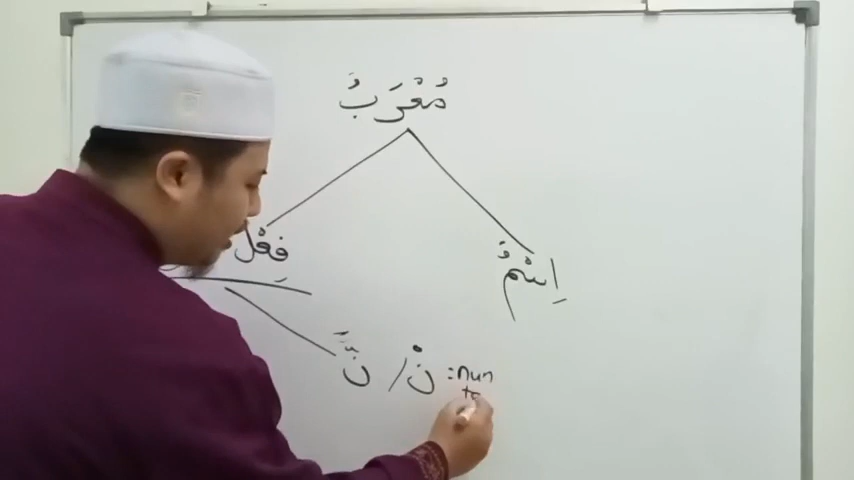 مُعْرَبٌ
اِسْمٌ
فِعْل
نْ / نَّ : nun